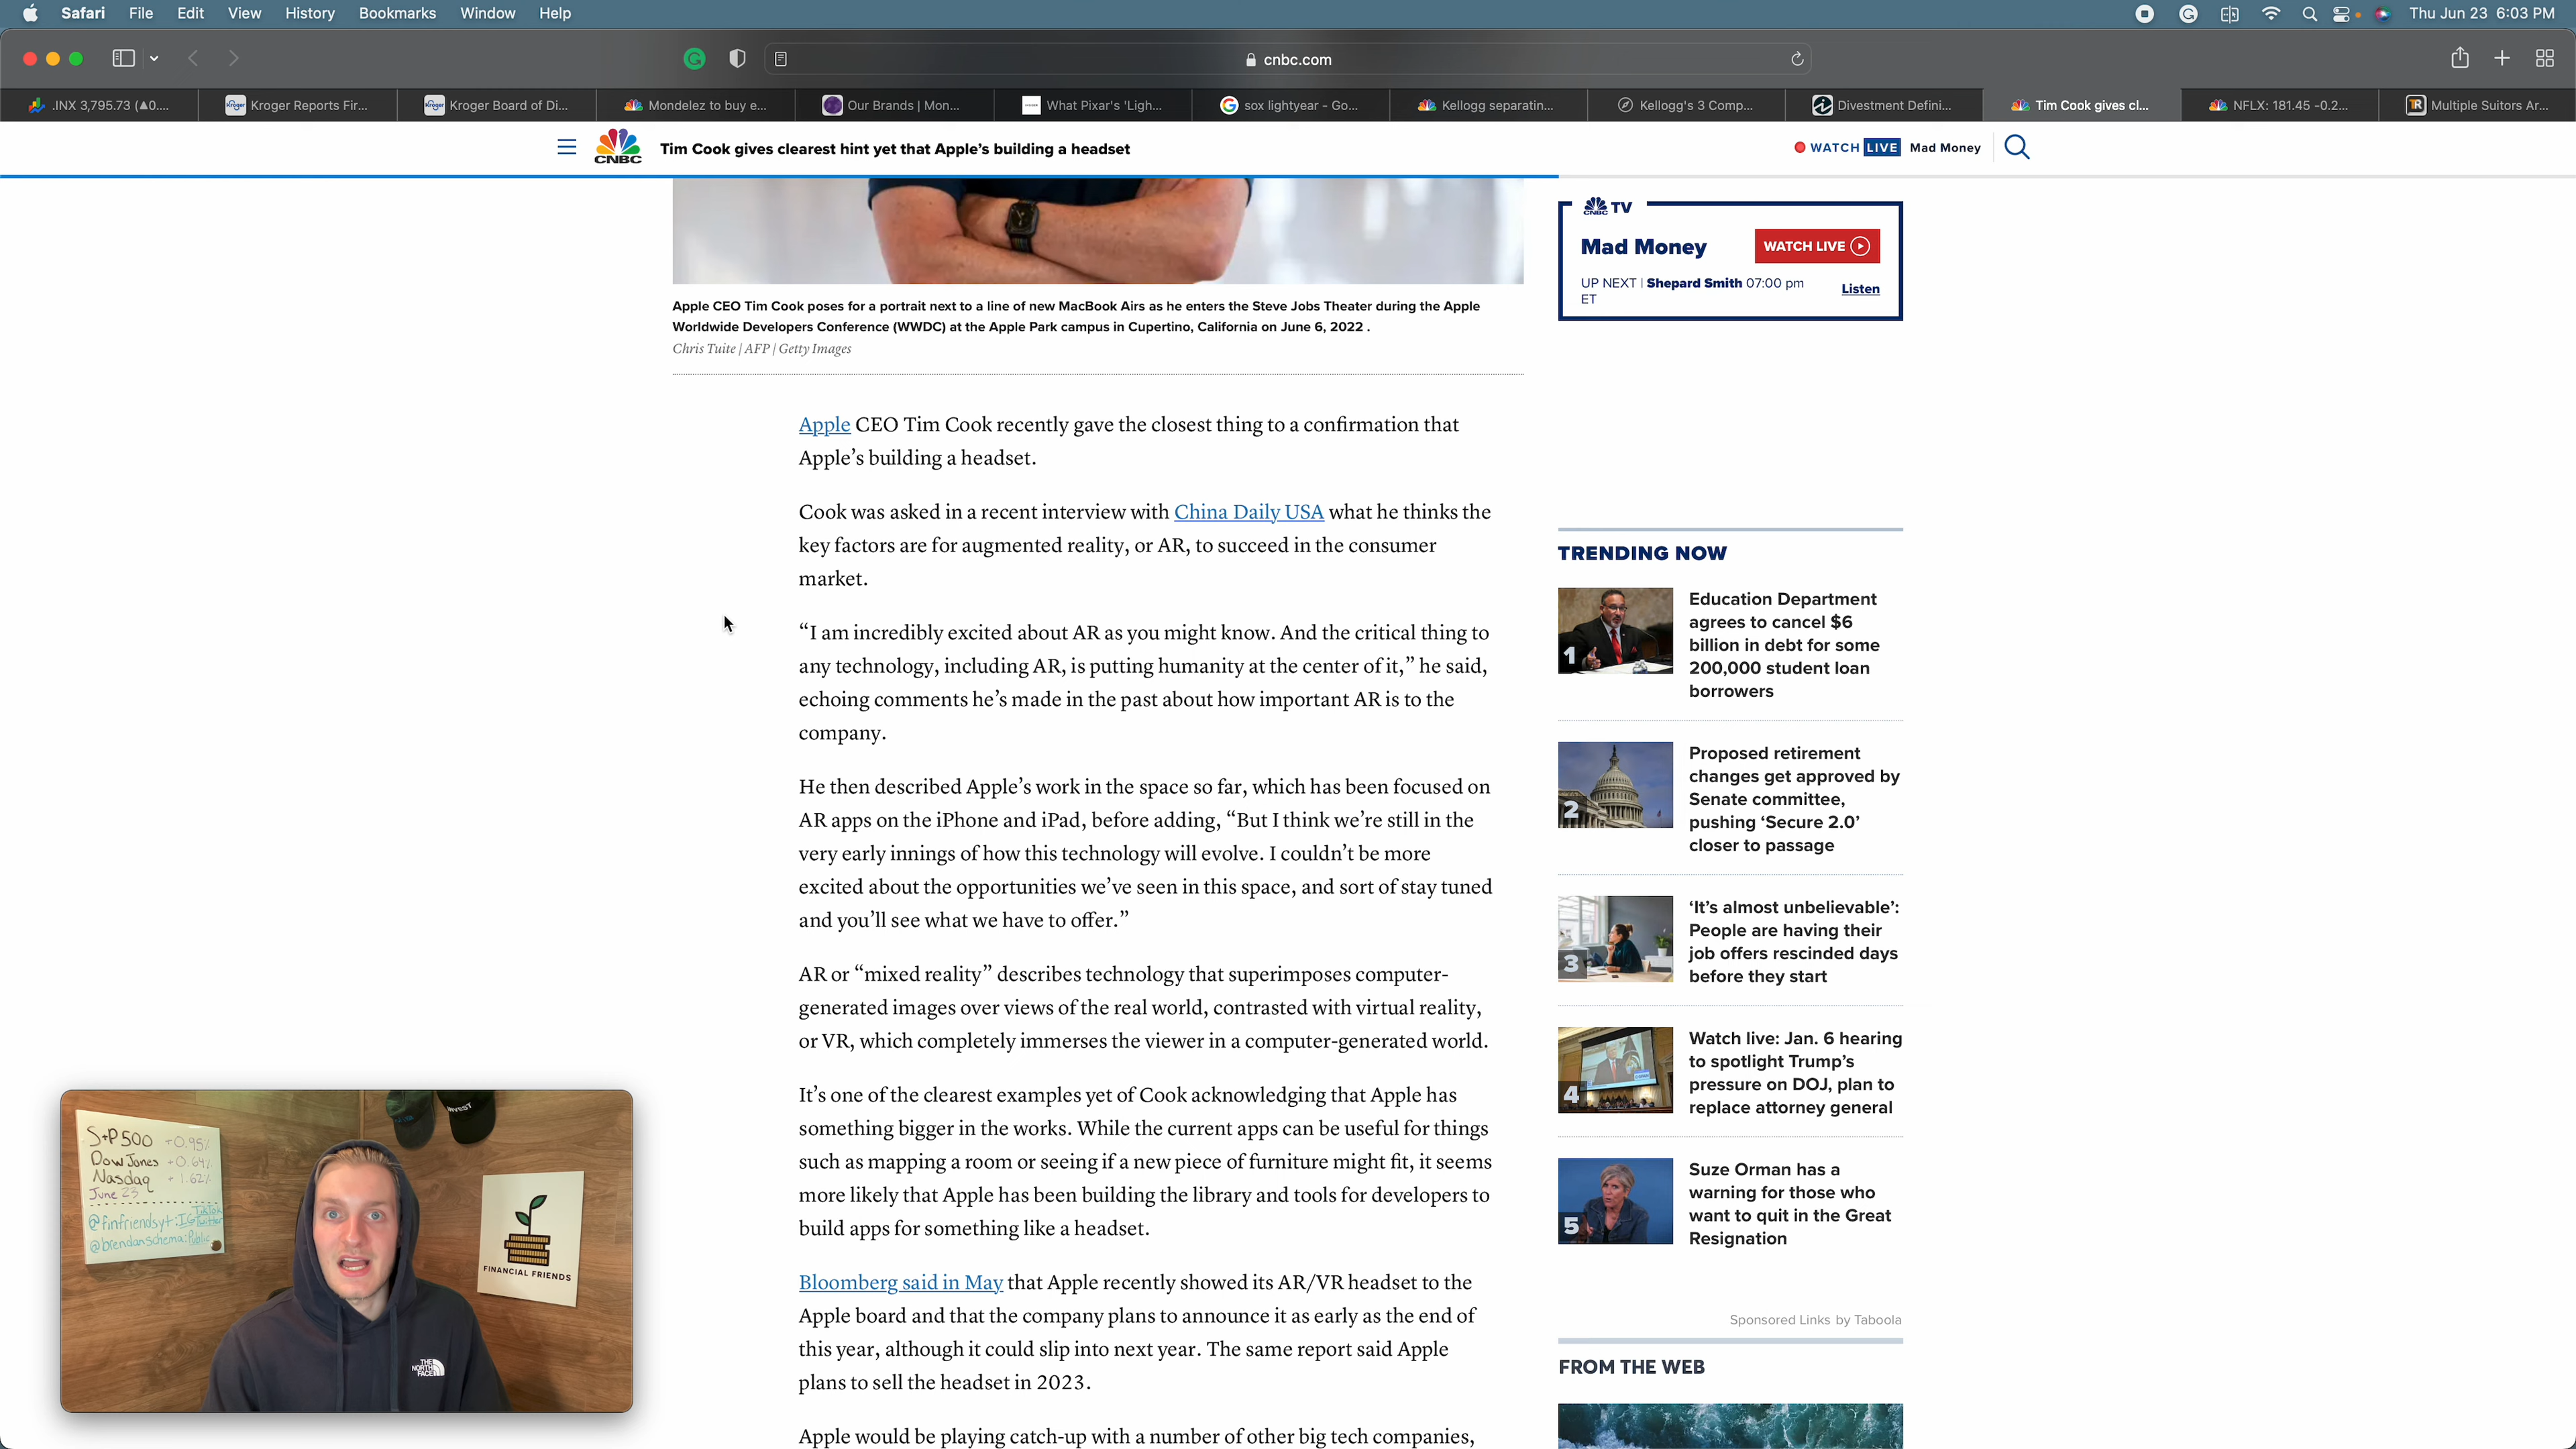 Safari File Edit View History Bookmarks Window Help
Thu Jun 23 6:03 PM
cnbc.com
.INX 3,795.73 (▲0....
Kroger Reports Fir...
Kroger Board of Di...
Mondelez to buy e...
Our Brands | Mon...
What Pixar's 'Ligh...
sox lightyear - Go...
Kellogg separatin...
Kellogg's 3 Comp...
Divestment Defini...
Tim Cook gives cl...
NFLX: 181.45 -0.2...
Multiple Suitors Ar...
CNBC
Tim Cook gives clearest hint yet that Apple’s building a headset
WATCH LIVE Mad Money
Apple CEO Tim Cook poses for a portrait next to a line of new MacBook Airs as he enters the Steve Jobs Theater during the Apple
Worldwide Developers Conference (WWDC) at the Apple Park campus in Cupertino, California on June 6, 2022 .
Chris Tuite | AFP | Getty Images
Apple CEO Tim Cook recently gave the closest thing to a confirmation that
Apple’s building a headset.
Cook was asked in a recent interview with China Daily USA what he thinks the
key factors are for augmented reality, or AR, to succeed in the consumer
market.
“I am incredibly excited about AR as you might know. And the critical thing to
any technology, including AR, is putting humanity at the center of it,” he said,
echoing comments he’s made in the past about how important AR is to the
company.
He then described Apple’s work in the space so far, which has been focused on
AR apps on the iPhone and iPad, before adding, “But I think we’re still in the
very early innings of how this technology will evolve. I couldn’t be more
excited about the opportunities we’ve seen in this space, and sort of stay tuned
and you’ll see what we have to offer.”
AR or “mixed reality” describes technology that superimposes computer-
generated images over views of the real world, contrasted with virtual reality,
or VR, which completely immerses the viewer in a computer-generated world.
It’s one of the clearest examples yet of Cook acknowledging that Apple has
something bigger in the works. While the current apps can be useful for things
such as mapping a room or seeing if a new piece of furniture might fit, it seems
more likely that Apple has been building the library and tools for developers to
build apps for something like a headset.
Bloomberg said in May that Apple recently showed its AR/VR headset to the
Apple board and that the company plans to announce it as early as the end of
this year, although it could slip into next year. The same report said Apple
plans to sell the headset in 2023.
Apple would be playing catch-up with a number of other big tech companies,
CNBC TV
Mad Money
WATCH LIVE
UP NEXT | Shepard Smith 07:00 pm
ET
Listen
TRENDING NOW
1
Education Department
agrees to cancel $6
billion in debt for some
200,000 student loan
borrowers
2
Proposed retirement
changes get approved by
Senate committee,
pushing ‘Secure 2.0’
closer to passage
3
‘It’s almost unbelievable’:
People are having their
job offers rescinded days
before they start
4
Watch live: Jan. 6 hearing
to spotlight Trump’s
pressure on DOJ, plan to
replace attorney general
5
Suze Orman has a
warning for those who
want to quit in the Great
Resignation
Sponsored Links by Taboola
FROM THE WEB
S+P 500 +0.95%
Dow Jones +0.64%
Nasdaq +1.62%
June 23
@finfriendsyt: IG TikTok
Twitter
@brendanschema: Public
INVEST
FINANCIAL FRIENDS
THE
NORTH
FACE